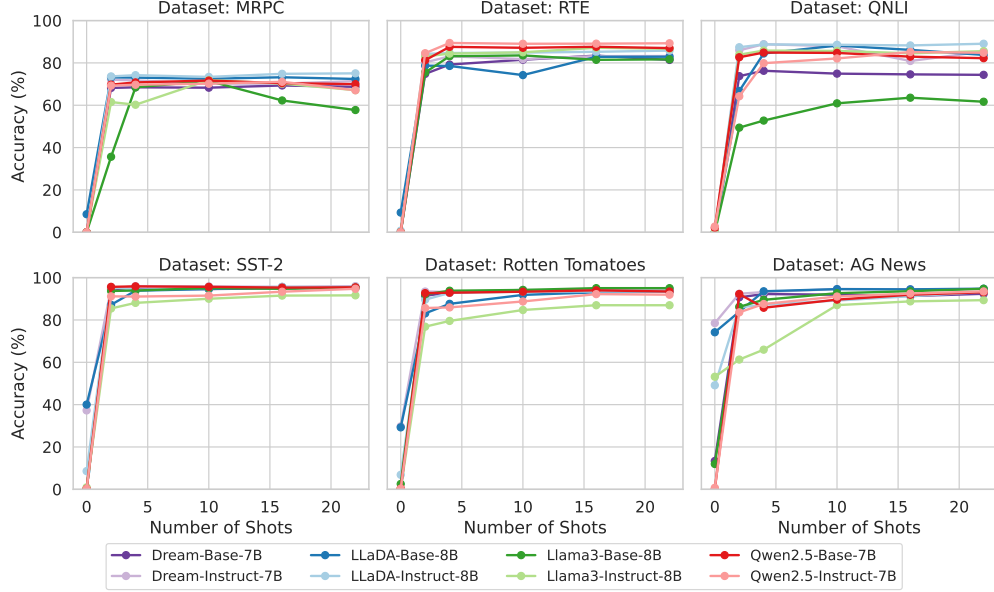 Dataset: MRPC
Dataset: RTE
Dataset: QNLI
100
80
60
40
20
0
Accuracy (%)
Dataset: SST-2
Dataset: Rotten Tomatoes
Dataset: AG News
100
80
60
40
20
0
Accuracy (%)
0 5 10 15 20
0 5 10 15 20
0 5 10 15 20
Number of Shots
Number of Shots
Number of Shots
Dream-Base-7B LLaDA-Base-8B Llama3-Base-8B Qwen2.5-Base-7B
Dream-Instruct-7B LLaDA-Instruct-8B Llama3-Instruct-8B Qwen2.5-Instruct-7B